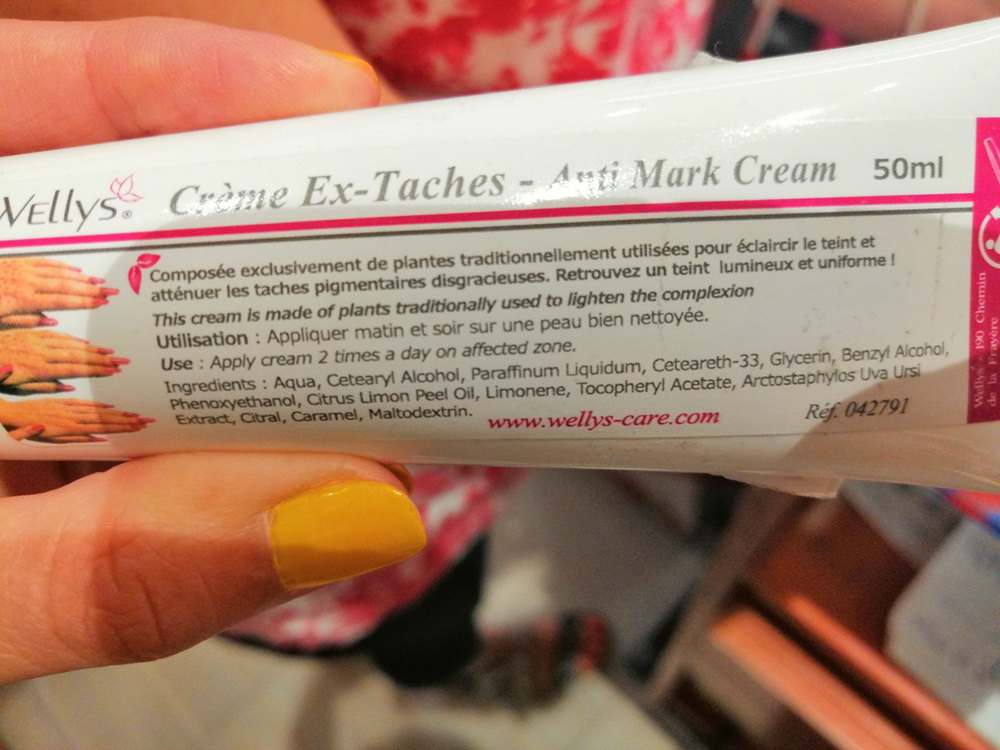 Wellys®
Crème Ex-Taches - Anti Mark Cream 50ml
Composée exclusivement de plantes traditionnellement utilisées pour éclaircir le teint et
atténuer les taches pigmentaires disgracieuses. Retrouvez un teint lumineux et uniforme !
This cream is made of plants traditionally used to lighten the complexion
Utilisation : Appliquer matin et soir sur une peau bien nettoyée.
Use : Apply cream 2 times a day on affected zone.
Ingredients : Aqua, Cetearyl Alcohol, Paraffinum Liquidum, Ceteareth-33, Glycerin, Benzyl Alcohol,
Phenoxyethanol, Citrus Limon Peel Oil, Limonene, Tocopheryl Acetate, Arctostaphylos Uva Ursi
Extract, Citral, Caramel, Maltodextrin.
www.wellys-care.com
Réf. 042791
Wellys - 190 Chemin
de la Frayère